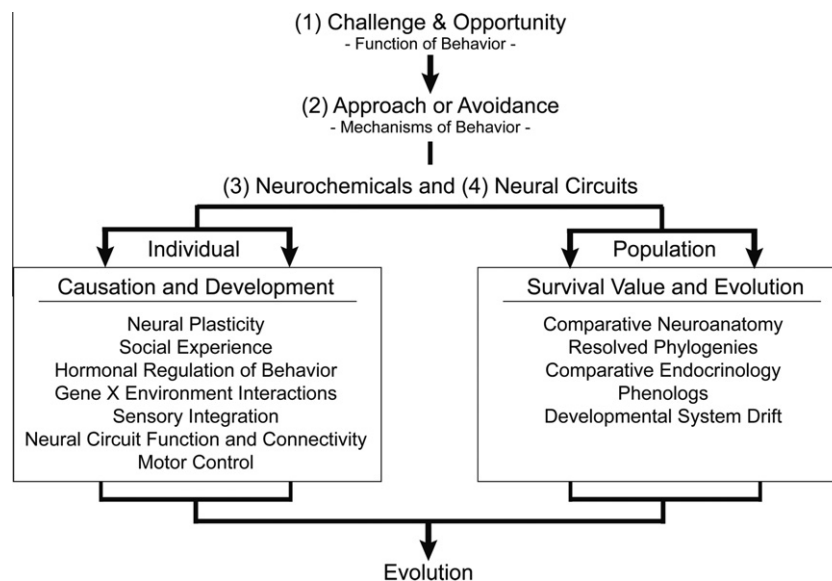 (1) Challenge & Opportunity
- Function of Behavior -
(2) Approach or Avoidance
- Mechanisms of Behavior -
(3) Neurochemicals and (4) Neural Circuits
Individual
Causation and Development
Neural Plasticity
Social Experience
Hormonal Regulation of Behavior
Gene X Environment Interactions
Sensory Integration
Neural Circuit Function and Connectivity
Motor Control
Population
Survival Value and Evolution
Comparative Neuroanatomy
Resolved Phylogenies
Comparative Endocrinology
Phenologs
Developmental System Drift
Evolution